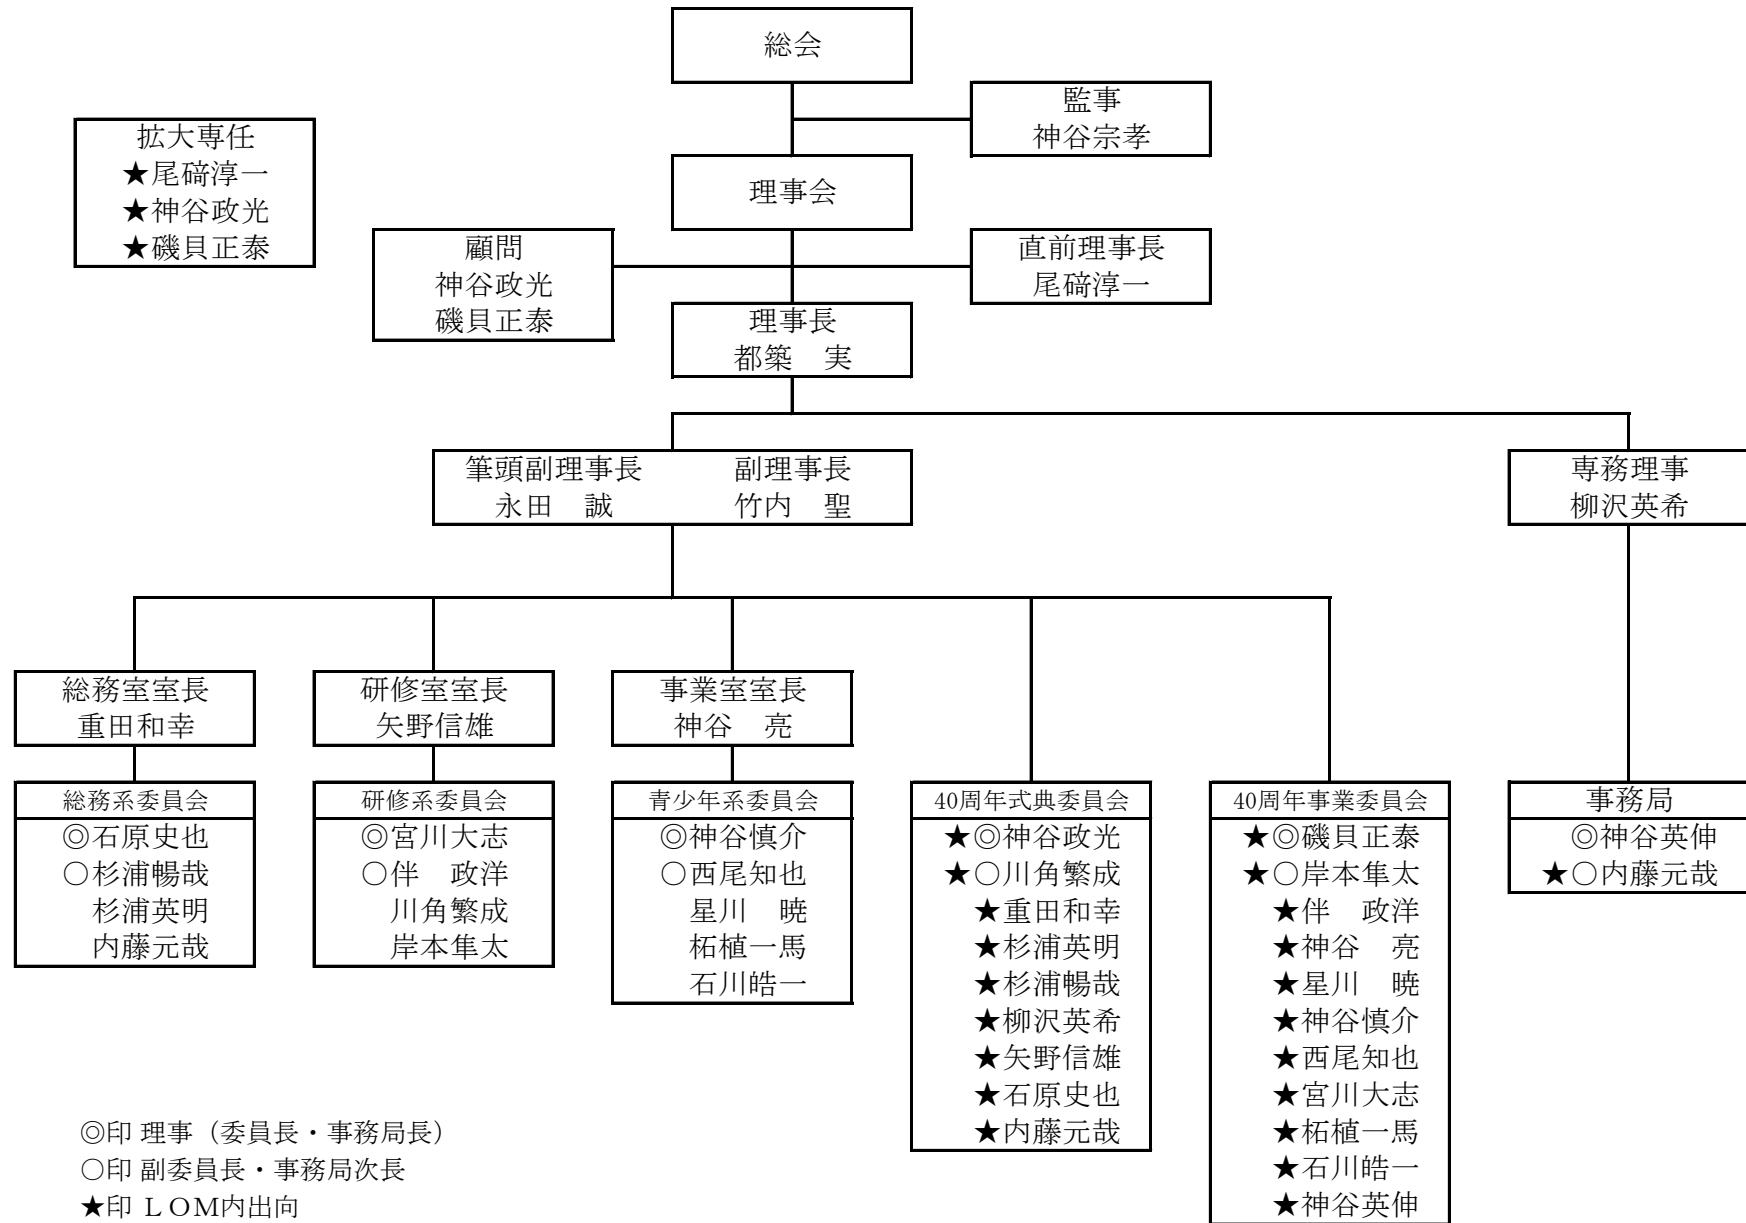 総会
監事
神谷宗孝
拡大専任
★尾﨑淳一
★神谷政光
★磯貝正泰
理事会
顧問
神谷政光
磯貝正泰
直前理事長
尾﨑淳一
理事長
都築　実
筆頭副理事長　副理事長
永田　誠　竹内　聖
専務理事
柳沢英希
総務室室長
重田和幸
研修室室長
矢野信雄
事業室室長
神谷　亮
総務系委員会
◎石原史也
○杉浦暢哉
杉浦英明
内藤元哉
研修系委員会
◎宮川大志
○伴　政洋
川角繁成
岸本隼太
青少年系委員会
◎神谷慎介
○西尾知也
星川　暁
柘植一馬
石川皓一
40周年式典委員会
★◎神谷政光
★○川角繁成
★重田和幸
★杉浦英明
★杉浦暢哉
★柳沢英希
★矢野信雄
★石原史也
★内藤元哉
40周年事業委員会
★◎磯貝正泰
★○岸本隼太
★伴　政洋
★神谷　亮
★星川　暁
★神谷慎介
★西尾知也
★宮川大志
★柘植一馬
★石川皓一
★神谷英伸
事務局
◎神谷英伸
★○内藤元哉
◎印 理事（委員長・事務局長）
○印 副委員長・事務局次長
★印 ＬＯＭ内出向